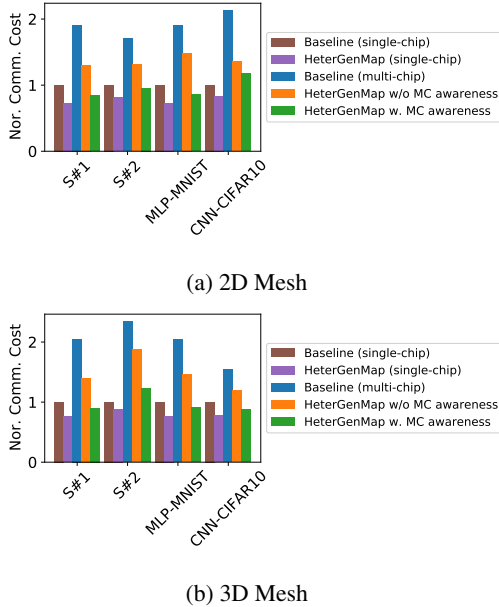 Nor. Comm. Cost
2
1
0
S#1
S#2
MLP-MNIST
CNN-CIFAR10
Baseline (single-chip)
HeterGenMap (single-chip)
Baseline (multi-chip)
HeterGenMap w/o MC awareness
HeterGenMap w. MC awareness
(a) 2D Mesh
Nor. Comm. Cost
2
1
0
S#1
S#2
MLP-MNIST
CNN-CIFAR10
Baseline (single-chip)
HeterGenMap (single-chip)
Baseline (multi-chip)
HeterGenMap w/o MC awareness
HeterGenMap w. MC awareness
(b) 3D Mesh